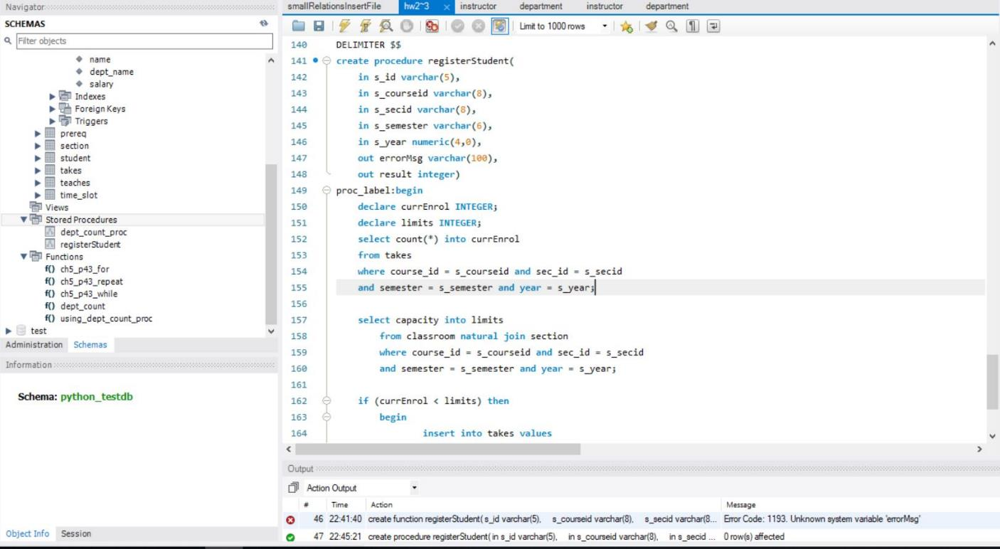 Navigator
SCHEMAS
Filter objects
name
dept_name
salary
Indexes
Foreign Keys
Triggers
prereq
section
student
takes
teaches
time_slot
Views
Stored Procedures
dept_count_proc
registerStudent
Functions
f() ch5_p43_for
f() ch5_p43_repeat
f() ch5_p43_while
f() dept_count
f() using_dept_count_proc
test
Administration Schemas
Information
Schema: python_testdb
Object Info Session
smallRelationsInsertFile hw2~3 × instructor department instructor department
Limit to 1000 rows
140 DELIMITER $$
141 create procedure registerStudent(
142 in s_id varchar(5),
143 in s_courseid varchar(8),
144 in s_secid varchar(8),
145 in s_semester varchar(6),
146 in s_year numeric(4,0),
147 out errorMsg varchar(100),
148 out result integer)
149 proc_label:begin
150 declare currEnrol INTEGER;
151 declare limits INTEGER;
152 select count(*) into currEnrol
153 from takes
154 where course_id = s_courseid and sec_id = s_secid
155 and semester = s_semester and year = s_year;
156
157 select capacity into limits
158 from classroom natural join section
159 where course_id = s_courseid and sec_id = s_secid
160 and semester = s_semester and year = s_year;
161
162 if (currEnrol < limits) then
163 begin
164 insert into takes values
Output
Action Output
# Time Action Message
46 22:41:40 create function registerStudent( s_id varchar(5), s_courseid varchar(8), s_secid varchar(8... Error Code: 1193. Unknown system variable 'errorMsg'
47 22:45:21 create procedure registerStudent( in s_id varchar(5), in s_courseid varchar(8), in s_secid ... 0 row(s) affected